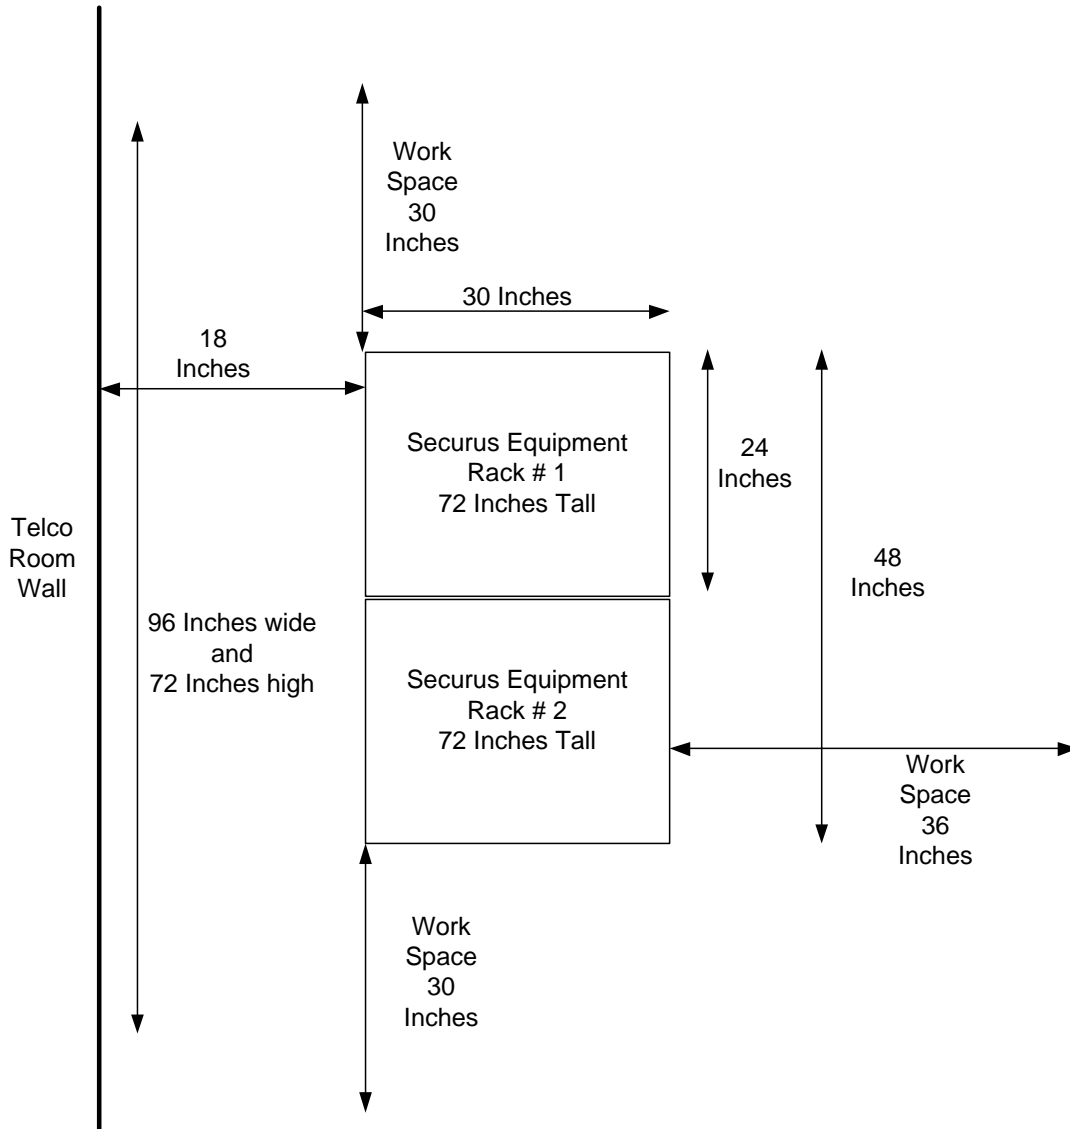 Work
Space
30
Inches
30 Inches
18
Inches
Securus Equipment
Rack # 1
72 Inches Tall
24
Inches
Telco
Room
Wall
48
Inches
96 Inches wide
and
72 Inches high
Securus Equipment
Rack # 2
72 Inches Tall
Work
Space
36
Inches
Work
Space
30
Inches